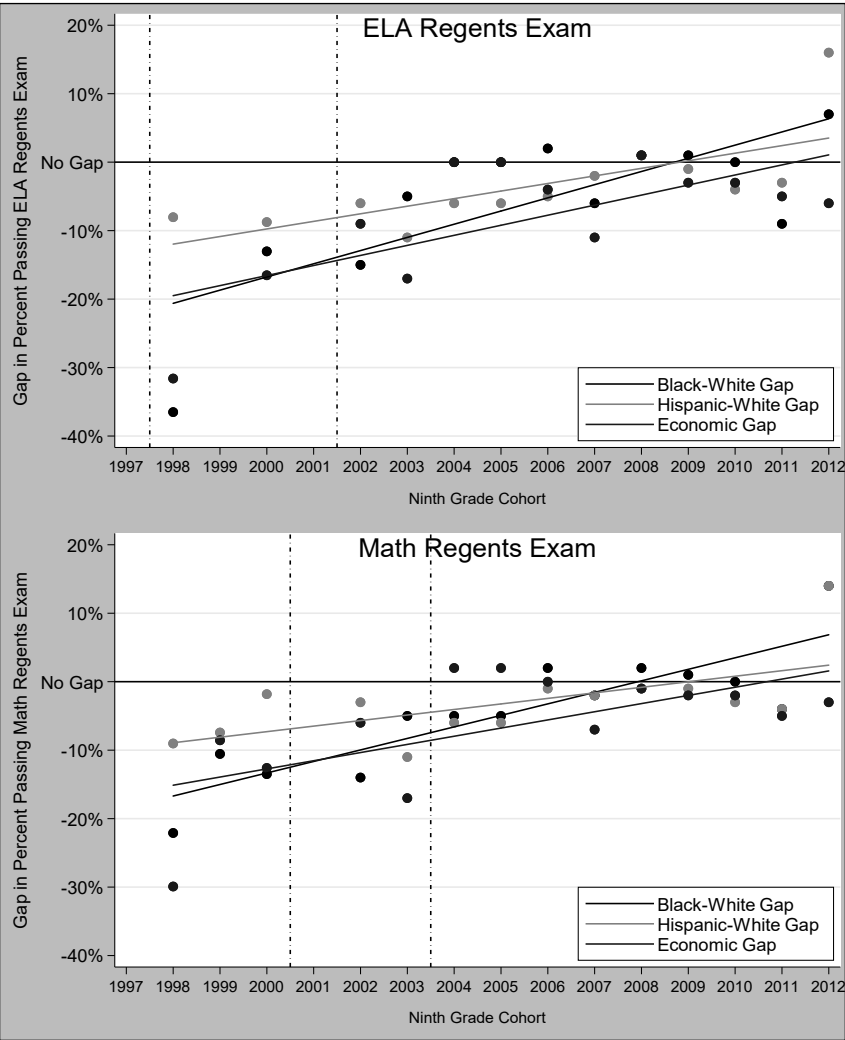 ELA Regents Exam
Gap in Percent Passing ELA Regents Exam
20%
10%
No Gap
-10%
-20%
-30%
-40%
Black-White Gap
Hispanic-White Gap
Economic Gap
1997 1998 1999 2000 2001 2002 2003 2004 2005 2006 2007 2008 2009 2010 2011 2012
Ninth Grade Cohort
Math Regents Exam
Gap in Percent Passing Math Regents Exam
20%
10%
No Gap
-10%
-20%
-30%
-40%
Black-White Gap
Hispanic-White Gap
Economic Gap
1997 1998 1999 2000 2001 2002 2003 2004 2005 2006 2007 2008 2009 2010 2011 2012
Ninth Grade Cohort